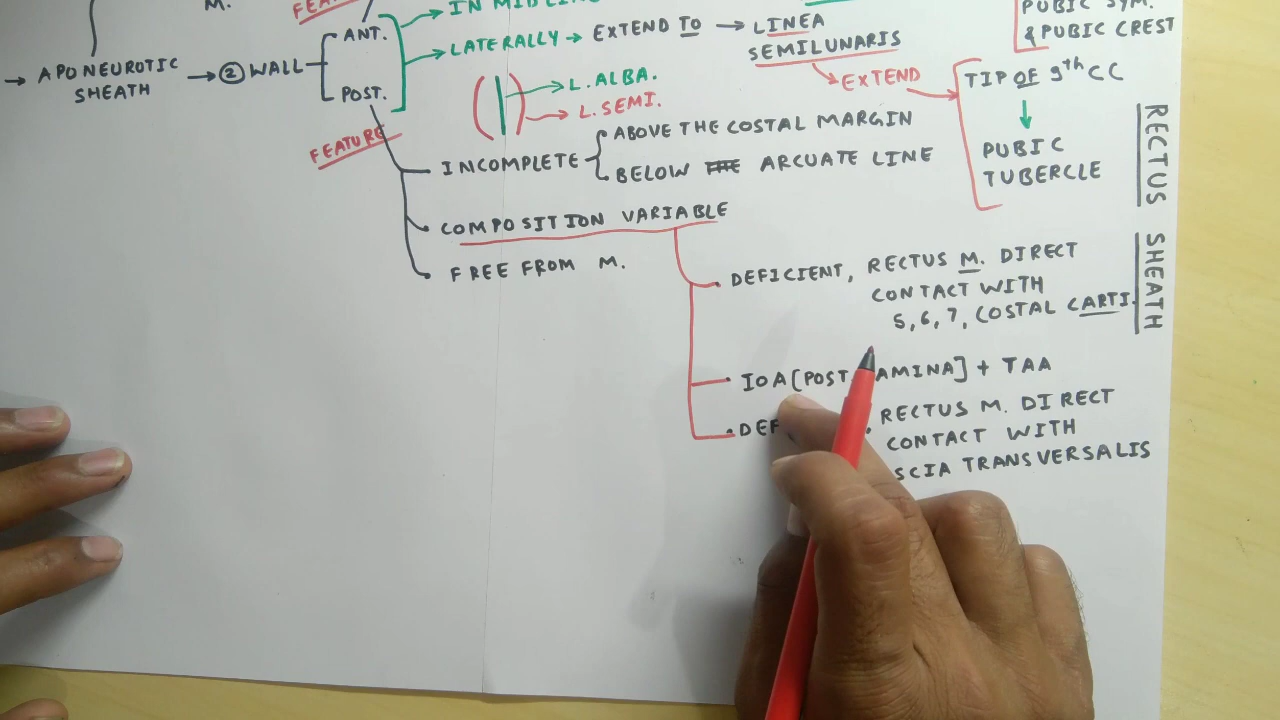 M.
FEA
IN MIDLIN
PUBIC SYM.
& PUBIC CREST
→ APONEUROTIC SHEATH → ② WALL
ANT.
POST.
LATERALLY → EXTEND TO → LINEA SEMILUNARIS
→ EXTEND →
TIP OF 9th CC
↓
PUBIC TUBERCLE
→ L. ALBA.
→ L. SEMI.
FEATURE
INCOMPLETE
ABOVE THE COSTAL MARGIN
BELOW ARCUATE LINE
COMPOSITION VARIABLE
FREE FROM M.
DEFICIENT, RECTUS M. DIRECT
CONTACT WITH
5, 6, 7, COSTAL CARTI.
IOA [POST AMINA] + TAA
DEF RECTUS M. DIRECT
CONTACT WITH
SCIA TRANSVERSALIS
RECTUS SHEATH